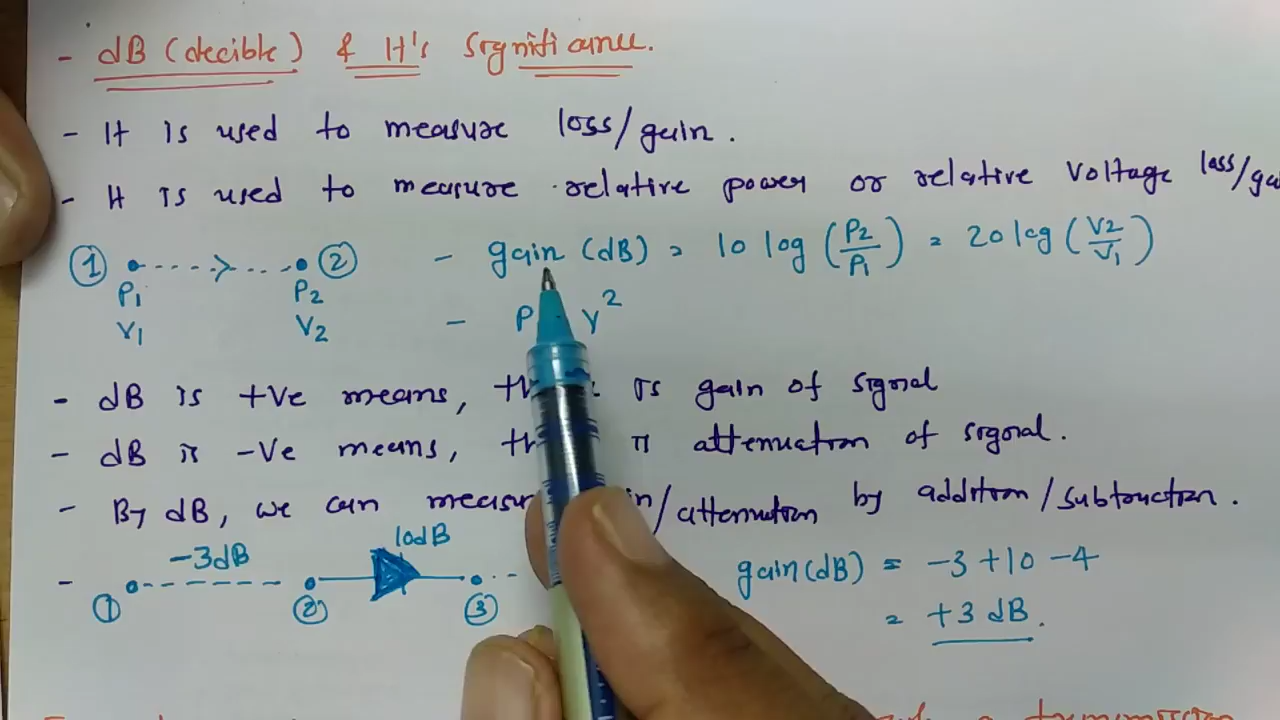 - dB (decible) & It's Significance.
- It is used to measure loss/gain.
- It is used to measure relative power or relative Voltage loss/ga
① ② - gain (dB) = 10 log (P2/P1) = 20 log (V2/V1)
P1 P2
V1 V2 - P V²
- dB is +Ve means, is gain of signal
- dB is -Ve means, attenuation of signal.
- By dB, we can attenuation by addition/subtraction.
-3dB 10dB gain(dB) = -3 +10 -4
- ① ② ③ = +3 dB.